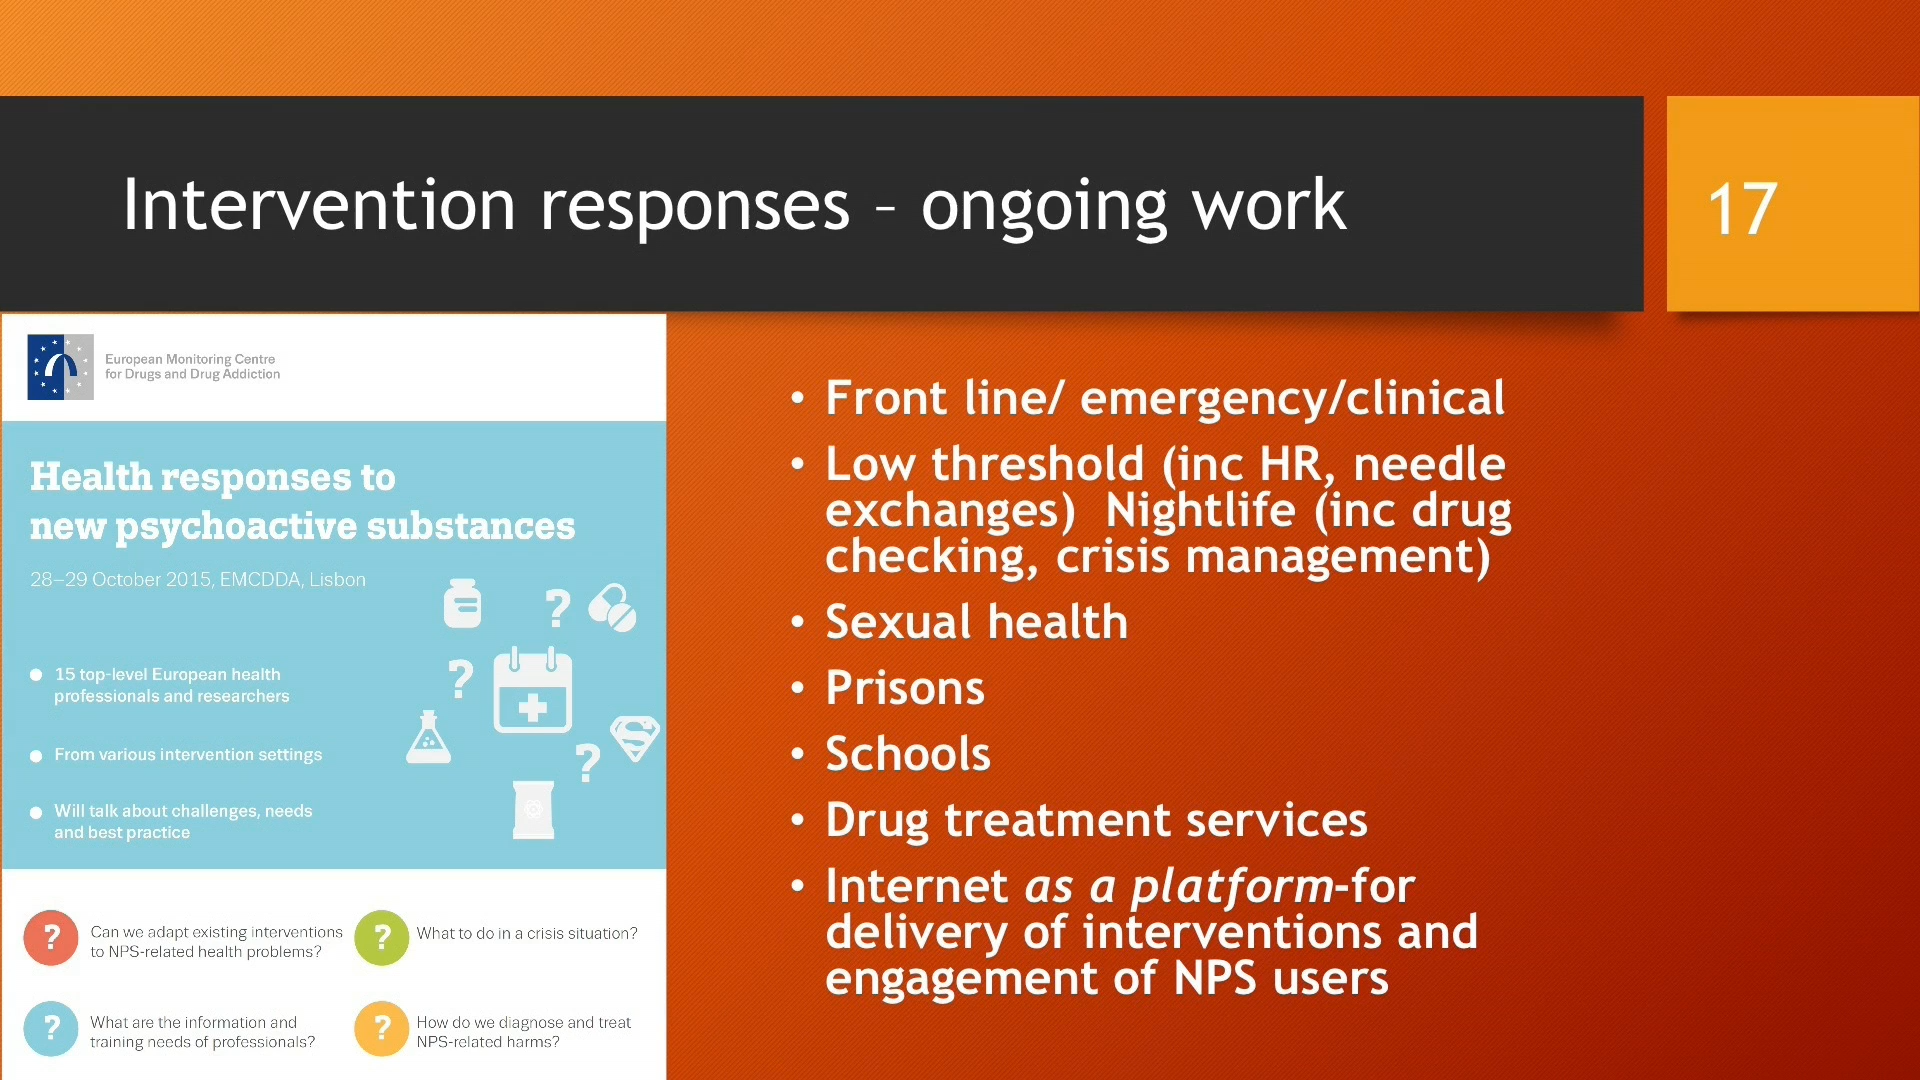 Intervention responses – ongoing work
17
European Monitoring Centre
for Drugs and Drug Addiction
Health responses to
new psychoactive substances
28–29 October 2015, EMCDDA, Lisbon
? 
?
?
• 15 top-level European health
professionals and researchers
• From various intervention settings
• Will talk about challenges, needs
and best practice
? Can we adapt existing interventions
to NPS-related health problems?
? What to do in a crisis situation?
? What are the information and
training needs of professionals?
? How do we diagnose and treat
NPS-related harms?
• Front line/ emergency/clinical
• Low threshold (inc HR, needle
exchanges)  Nightlife (inc drug
checking, crisis management)
• Sexual health
• Prisons
• Schools
• Drug treatment services
• Internet as a platform-for
delivery of interventions and
engagement of NPS users